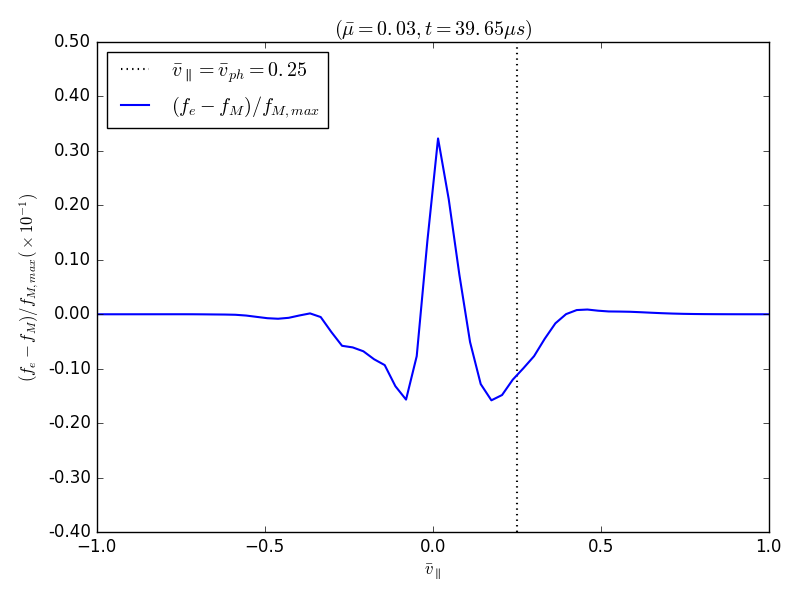 (μ̄ = 0.03, t = 39.65μs)
0.50
v̄∥ = v̄ph = 0.25
(fe − fM)/fM,max
0.40
0.30
0.20
0.10
0.00
-0.10
-0.20
-0.30
-0.40
(fe − fM)/fM,max(×10⁻¹)
−1.0 −0.5 0.0 0.5 1.0
v̄∥